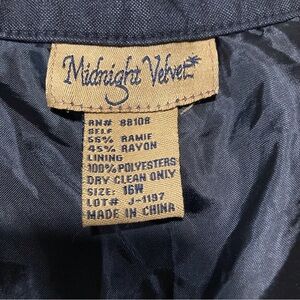 Midnight Velvet
RN# 88108
SELF
55% RAMIE
45% RAYON
LINING
100% POLYESTERS
DRY CLEAN ONLY
SIZE: 16W
LOT# J-1197
MADE IN CHINA